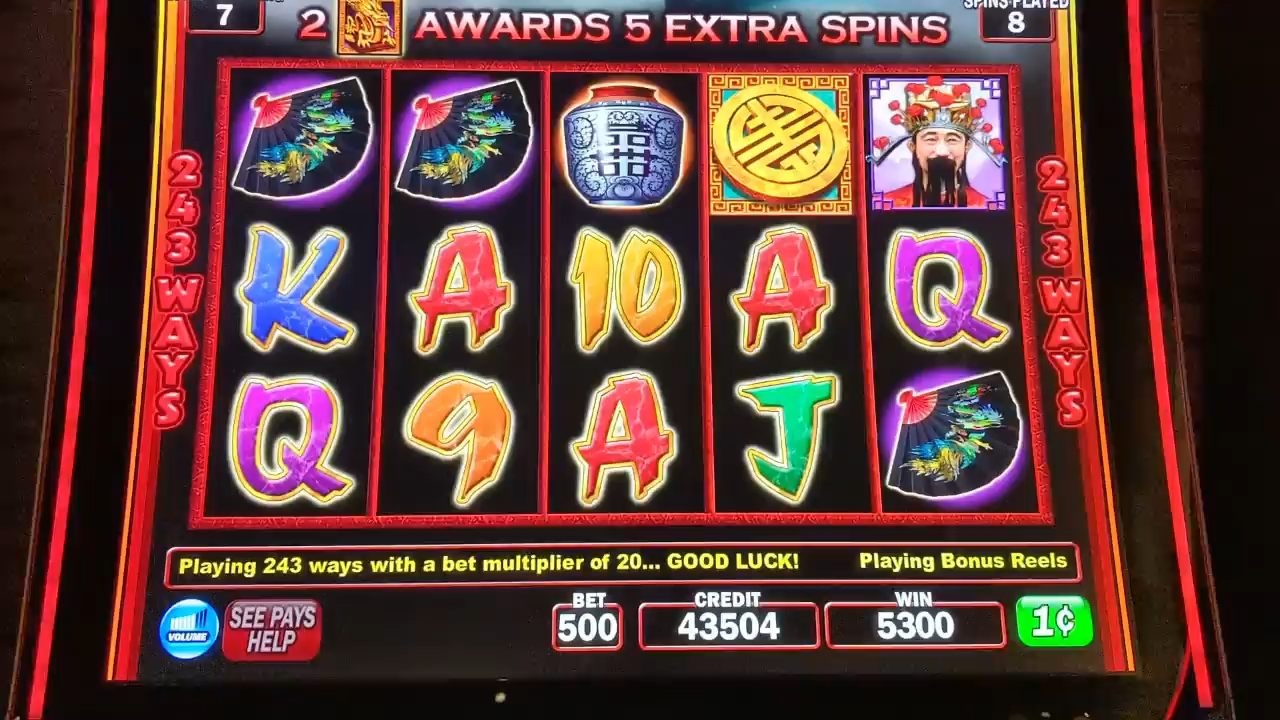 7
SPINS PLAYED
8
2 AWARDS 5 EXTRA SPINS
243 WAYS
243 WAYS
K A 10 A Q
Q 9 A J
Playing 243 ways with a bet multiplier of 20... GOOD LUCK! Playing Bonus Reels
VOLUME
SEE PAYS
HELP
BET
500
CREDIT
43504
WIN
5300
1¢